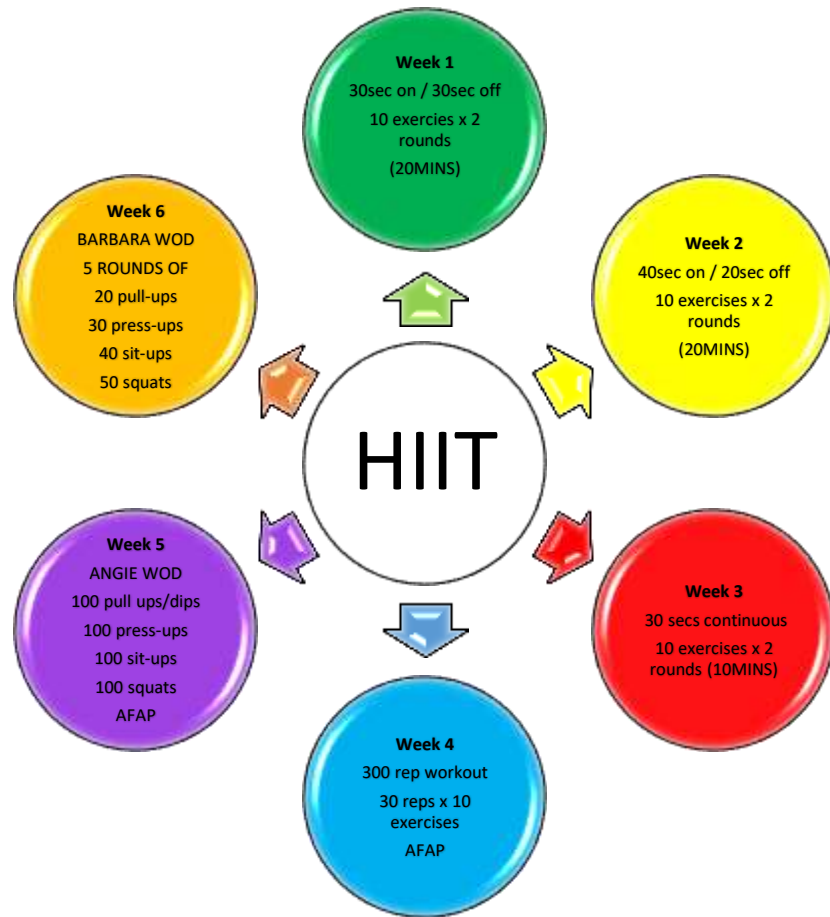 Week 1
30sec on / 30sec off
10 exercies x 2
rounds
(20MINS)
Week 2
40sec on / 20sec off
10 exercises x 2
rounds
(20MINS)
Week 3
30 secs continuous
10 exercises x 2
rounds (10MINS)
Week 4
300 rep workout
30 reps x 10
exercises
AFAP
Week 5
ANGIE WOD
100 pull ups/dips
100 press-ups
100 sit-ups
100 squats
AFAP
Week 6
BARBARA WOD
5 ROUNDS OF
20 pull-ups
30 press-ups
40 sit-ups
50 squats
HIIT